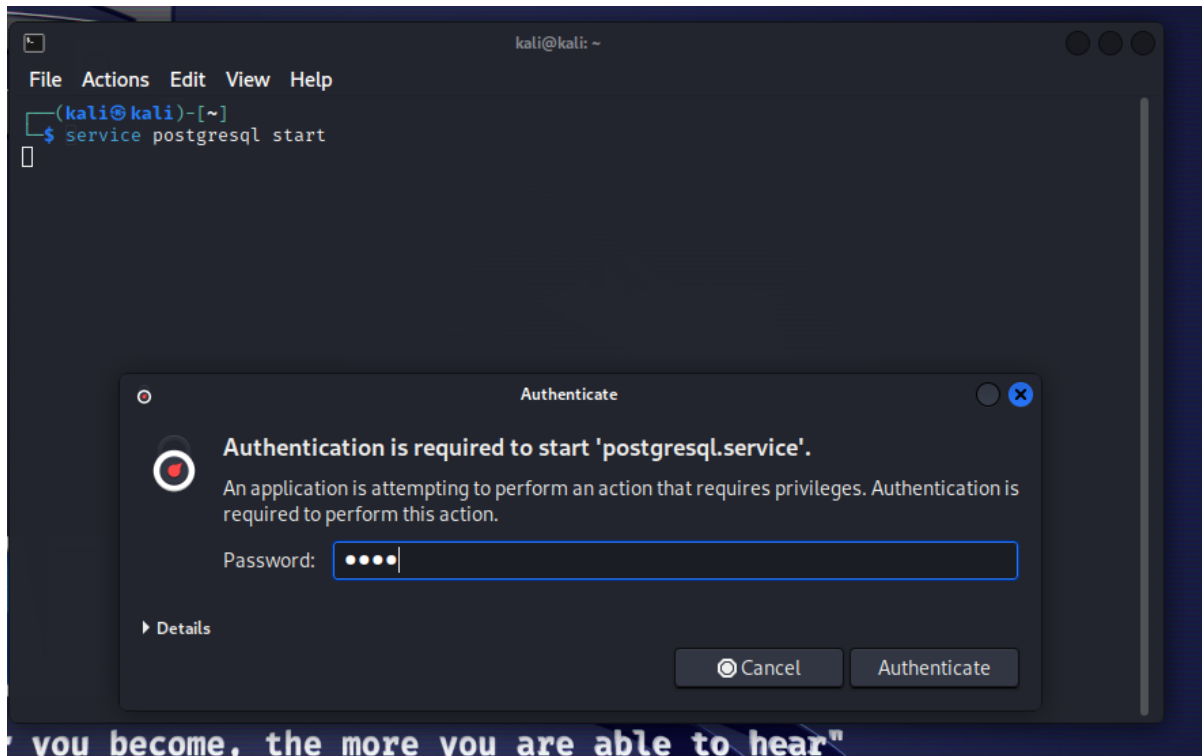 kali@kali: ~
File Actions Edit View Help
(kali㉿kali)-[~]
$ service postgresql start
Authenticate
Authentication is required to start 'postgresql.service'.
An application is attempting to perform an action that requires privileges. Authentication is
required to perform this action.
Password: ••••
Details
Cancel Authenticate
you become, the more you are able to hear"